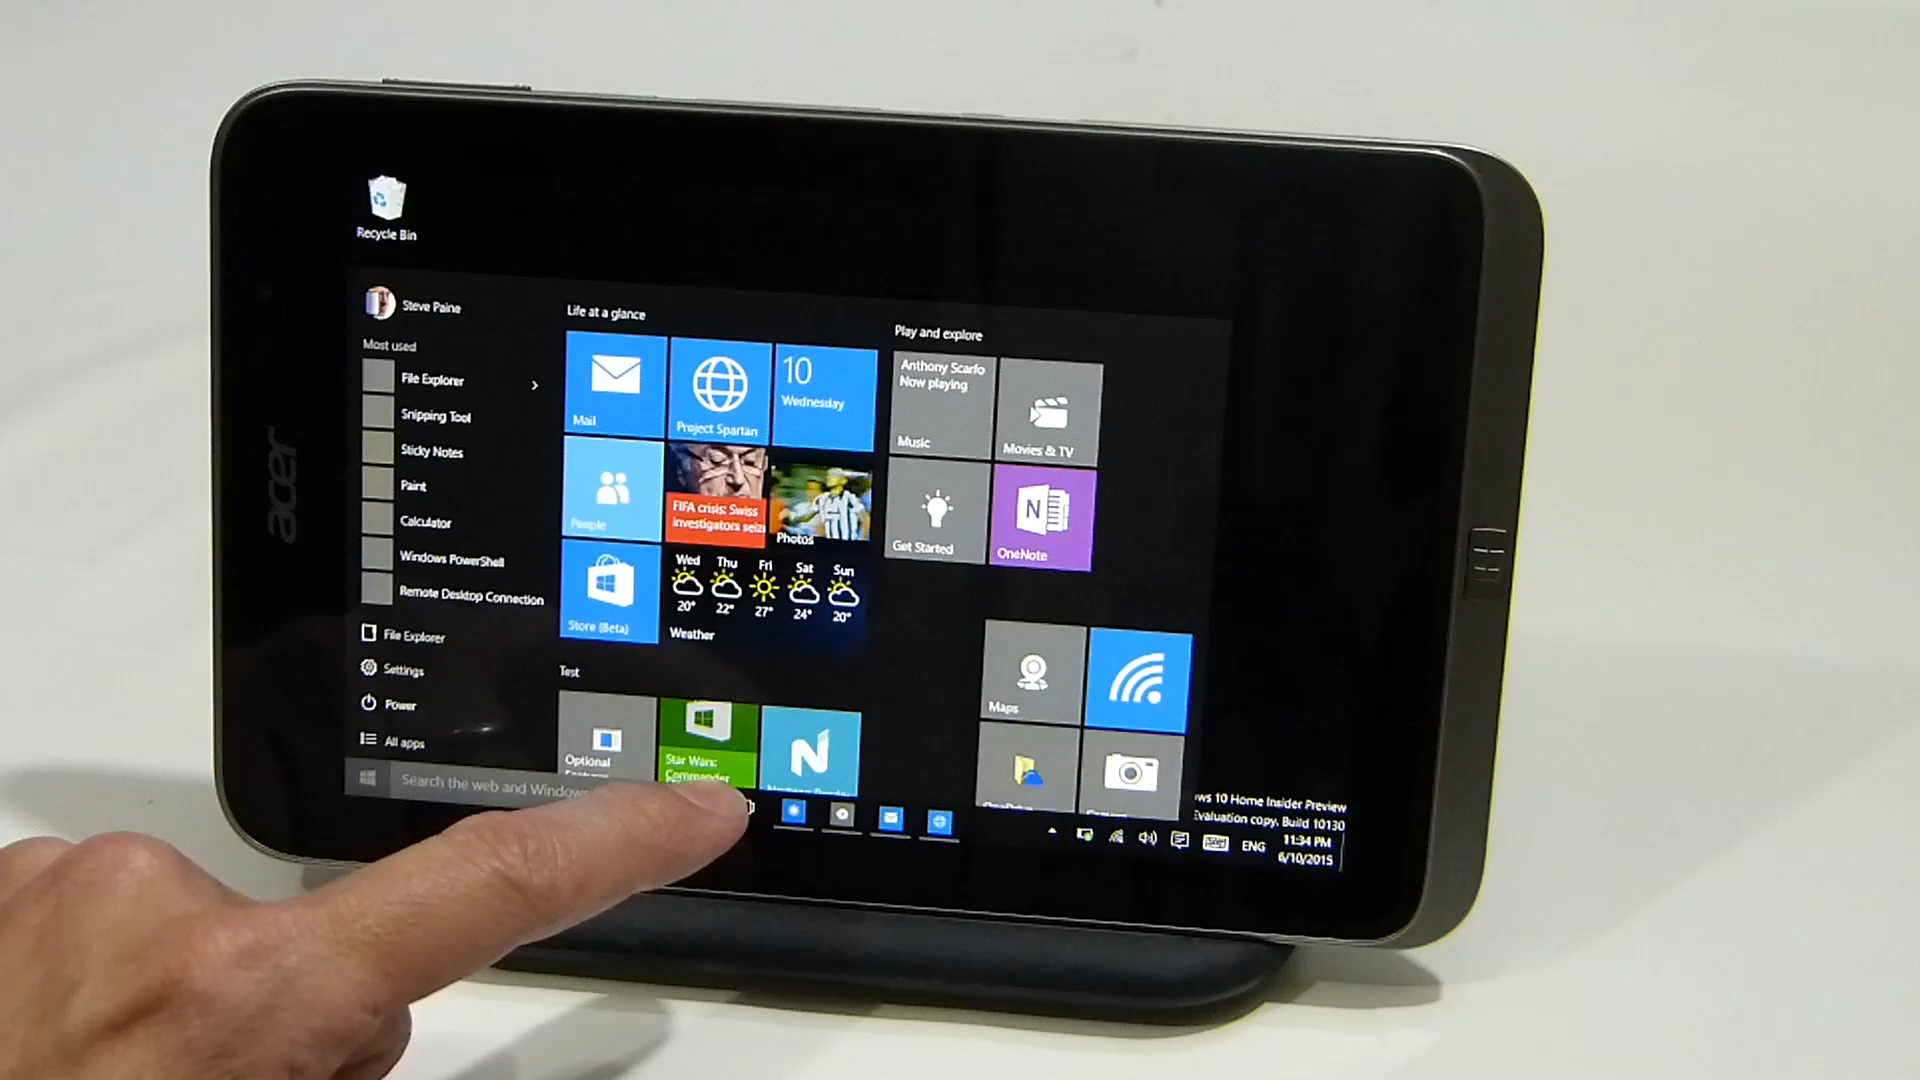 Recycle Bin
acer
Steve Paine
Most used
File Explorer
Snipping Tool
Sticky Notes
Paint
Calculator
Windows PowerShell
Remote Desktop Connection
File Explorer
Settings
Power
All apps
Search the web and Windows
Life at a glance
Mail
Project Spartan
10
Wednesday
People
FIFA crisis: Swiss
investigators seiz
Photos
Store (Beta)
Wed Thu Fri Sat Sun
20° 22° 27° 24° 20°
Weather
Test
Optional
Star Wars:
Commander
N
Play and explore
Anthony Scarfo
Now playing
Music
Movies & TV
Get Started
N
OneNote
Maps
OneDrive
Camera
ws 10 Home Insider Preview
Evaluation copy. Build 10130
ENG
11:34 PM
6/10/2015